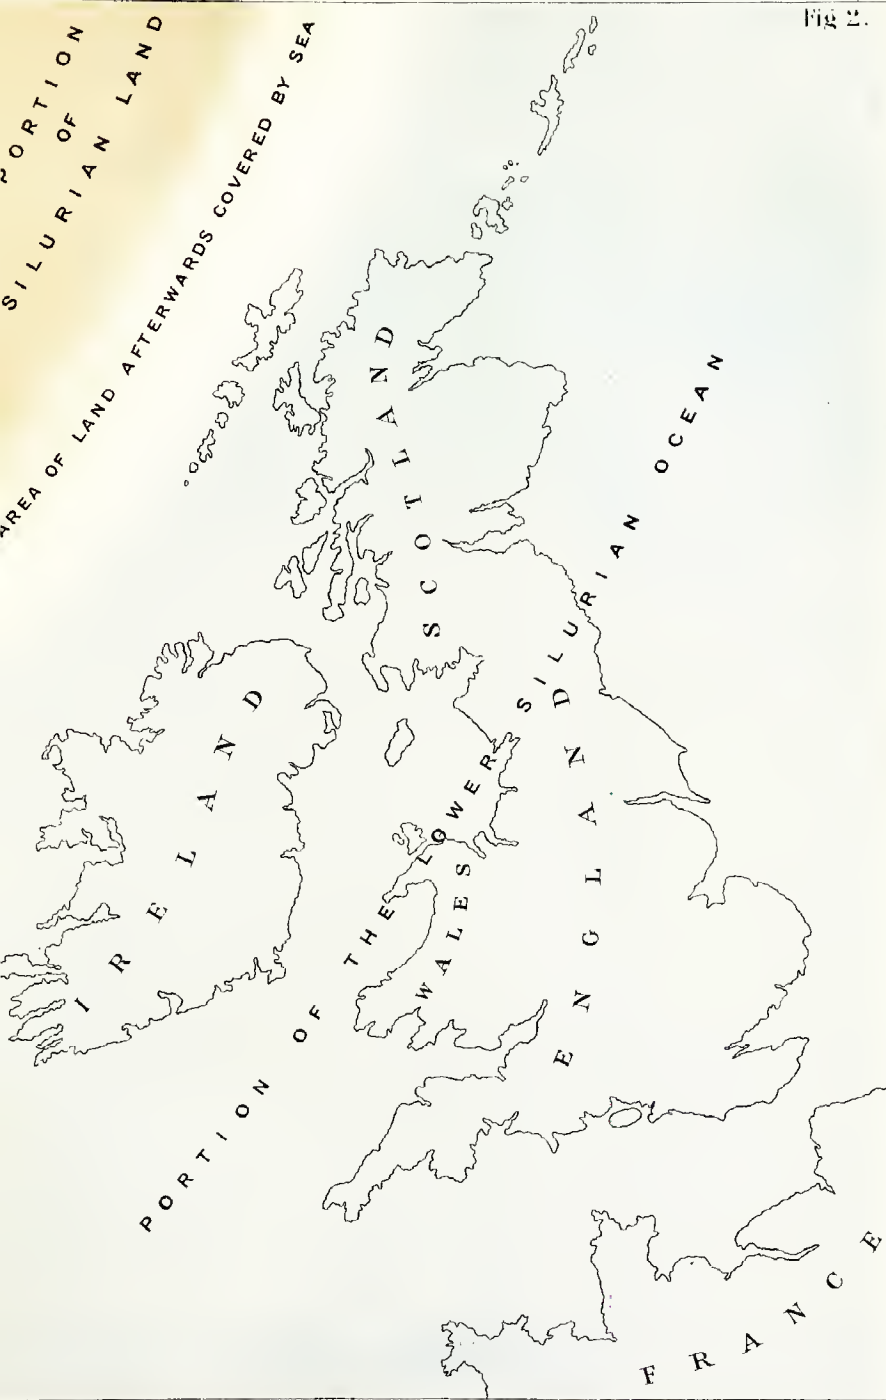 Fig 2.
PORTION
OF
SILURIAN LAND
AREA OF LAND AFTERWARDS COVERED BY SEA
SCOTLAND
IRELAND
PORTION OF THE LOWER SILURIAN OCEAN
WALES
ENGLAND
FRANCE